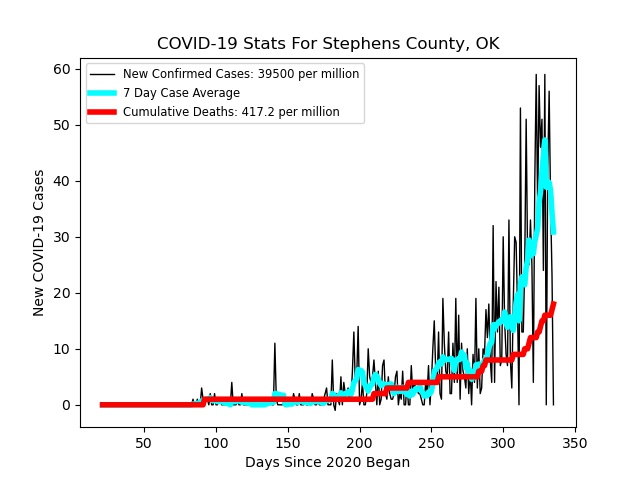 COVID-19 Stats For Stephens County, OK
New Confirmed Cases: 39500 per million
7 Day Case Average
Cumulative Deaths: 417.2 per million
New COVID-19 Cases
60
50
40
30
20
10
0
50
100
150
200
250
300
350
Days Since 2020 Began